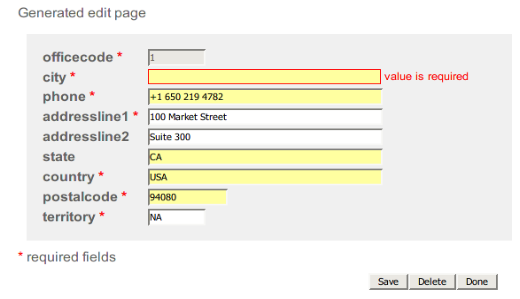 Generated edit page
officecode * 1
city * value is required
phone * +1 650 219 4782
addressline1 * 100 Market Street
addressline2 Suite 300
state CA
country * USA
postalcode * 94080
territory * NA
* required fields
Save Delete Done